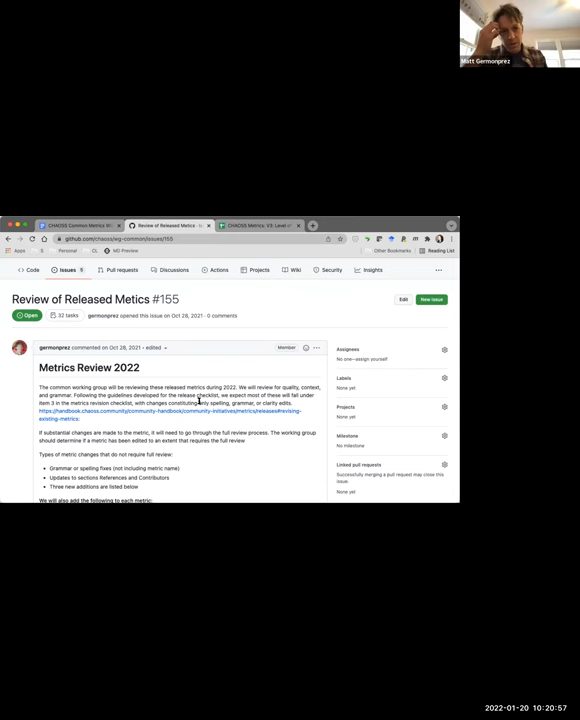 Matt Germonprez
CHAOSS Common Metrics W
Review of Released Metics
CHAOSS Metrics: V3: Level of
github.com/chaoss/wg-common/issues/155
Apps
Personal
CL
MD Preview
Other Bookmarks
Reading List
Code
Issues 5
Pull requests
Discussions
Actions
Projects
Wiki
Security
Insights
Review of Released Metics #155
Edit
New issue
Open
32 tasks
germonprez opened this issue on Oct 28, 2021 · 0 comments
germonprez commented on Oct 28, 2021 • edited
Member
Metrics Review 2022
The common working group will be reviewing these released metrics during 2022. We will review for quality, context,
and grammar. Following the guidelines developed for the release checklist, we expect most of these will fall under
item 3 in the metrics revision checklist, with changes constituting only spelling, grammar, or clarity edits.
https://handbook.chaoss.community/community-handbook/community-initiatives/metrics/releases#revising-
existing-metrics:
If substantial changes are made to the metric, it will need to go through the full review process. The working group
should determine if a metric has been edited to an extent that requires the full review
Types of metric changes that do not require full review:
• Grammar or spelling fixes (not including metric name)
• Updates to sections References and Contributors
• Three new additions are listed below
We will also add the following to each metric:
Assignees
No one—assign yourself
Labels
None yet
Projects
None yet
Milestone
No milestone
Linked pull requests
Successfully merging a pull request may close this
issue.
None yet
2022-01-20 10:20:57